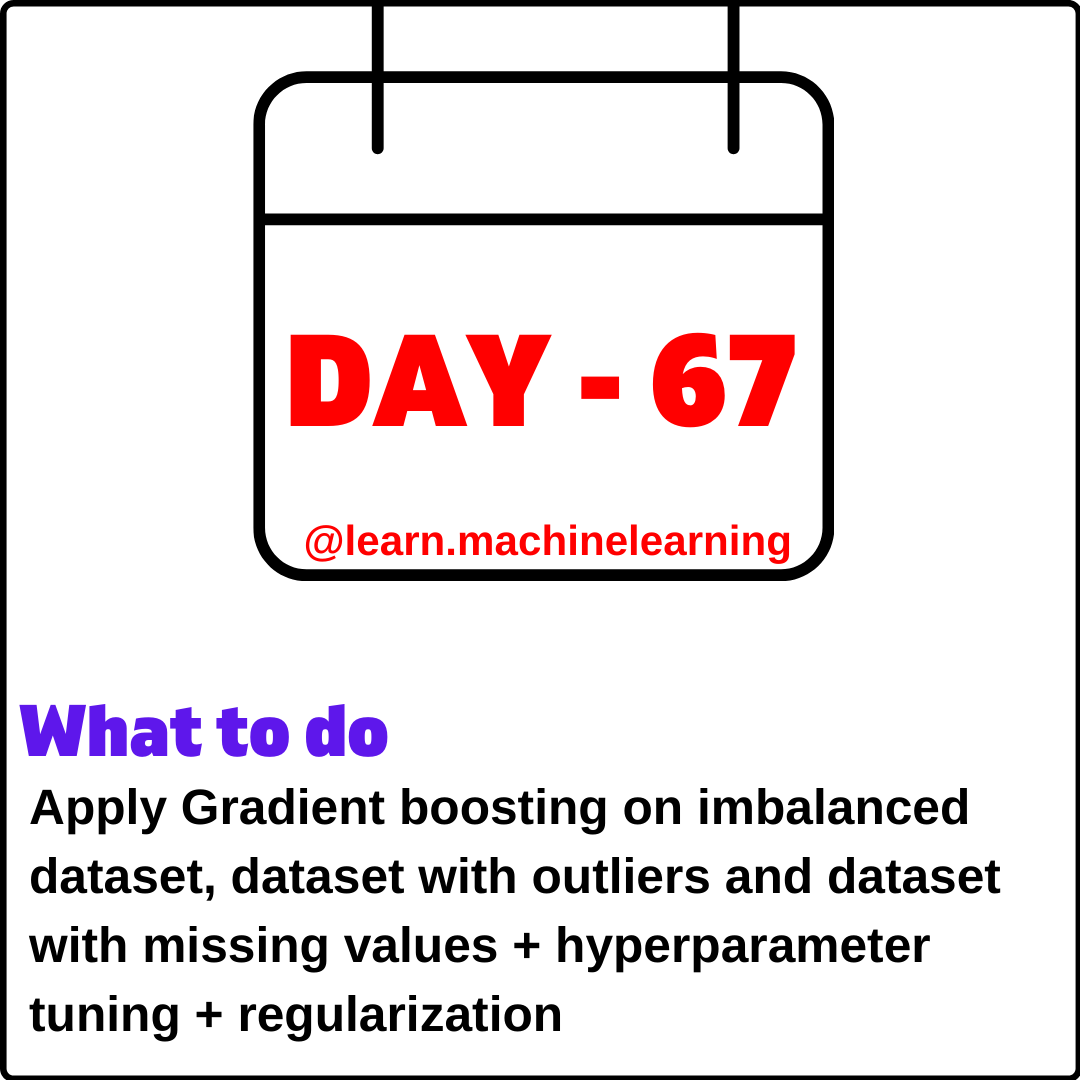 DAY - 67
@learn.machinelearning
What to do
Apply Gradient boosting on imbalanced
dataset, dataset with outliers and dataset
with missing values + hyperparameter
tuning + regularization